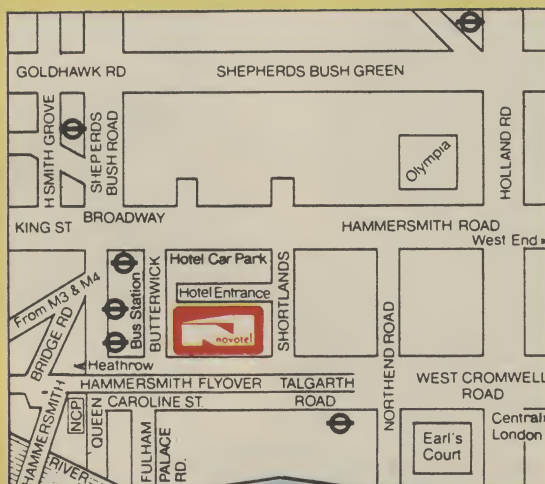 GOLDHAWK RD
SHEPHERDS BUSH GREEN
H SMITH GROVE
SHEPERDS
BUSH ROAD
Olympia
HOLLAND RD
KING ST
BROADWAY
HAMMERSMITH ROAD
West End
Hotel Car Park
Hotel Entrance
novotel
Bus Station
BUTTERWICK
SHORTLANDS
From M3 & M4
BRIDGE RD
HAMMERSMITH
Heathrow
HAMMERSMITH FLYOVER
TALGARTH
ROAD
NORTHEND ROAD
WEST CROMWELL
ROAD
NCP
QUEEN
CAROLINE ST.
FULHAM
PALACE
RD.
RIVER
Earl's
Court
Central
London